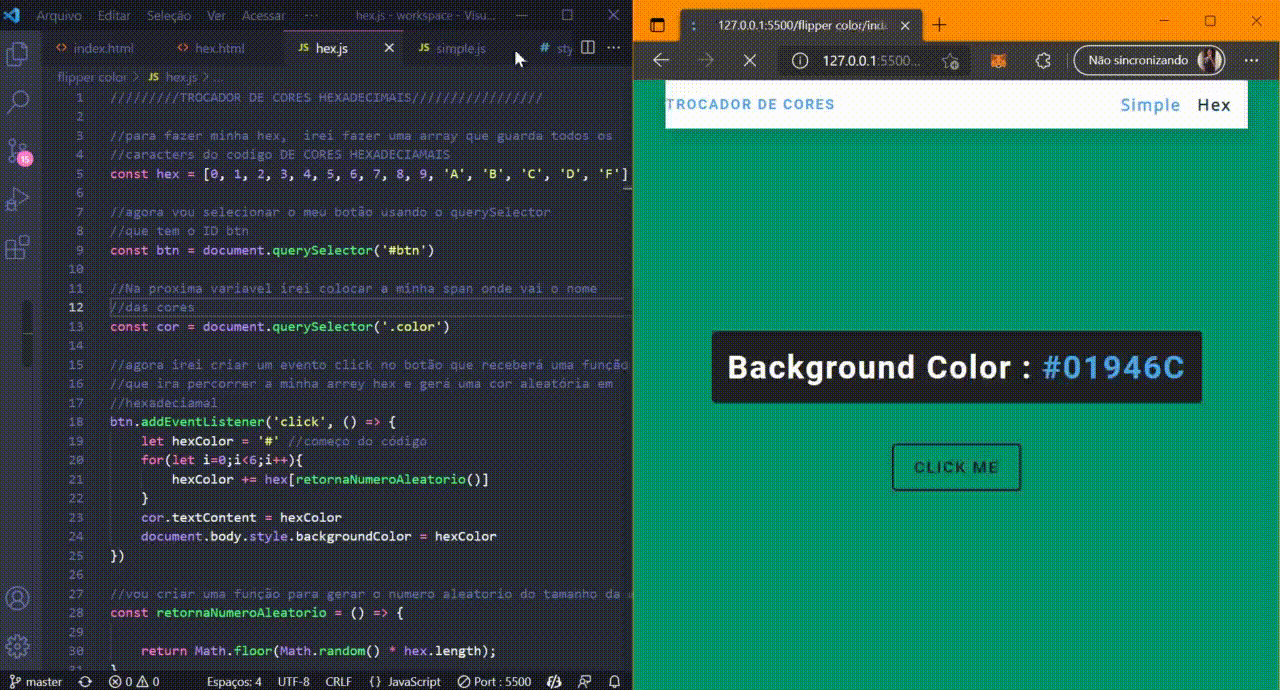 Arquivo Editar Seleção Ver Acessar ··· hex.js - workspace - Visu...
index.html hex.html JS hex.js JS simple.js # sty
flipper color > JS hex.js > ...
1 /////////TROCADOR DE CORES HEXADECIMAIS/////////////////
2
3 //para fazer minha hex,  irei fazer uma array que guarda todos os
4 //caracters do codigo DE CORES HEXADECIAMAIS
5 const hex = [0, 1, 2, 3, 4, 5, 6, 7, 8, 9, 'A', 'B', 'C', 'D', 'F']
6
7 //agora vou selecionar o meu botão usando o querySelector
8 //que tem o ID btn
9 const btn = document.querySelector('#btn')
10
11 //Na proxima variavel irei colocar a minha span onde vai o nome
12 //das cores
13 const cor = document.querySelector('.color')
14
15 //agora irei criar um evento click no botão que receberá uma função
16 //que ira percorrer a minha arrey hex e gerá uma cor aleatória em
17 //hexadeciamal
18 btn.addEventListener('click', () => {
19 let hexColor = '#' //começo do código
20 for(let i=0;i<6;i++){
21 hexColor += hex[retornaNumeroAleatorio()]
22 }
23 cor.textContent = hexColor
24 document.body.style.backgroundColor = hexColor
25 })
26
27 //vou criar uma função para gerar o numero aleatorio do tamanho da
28 const retornaNumeroAleatorio = () => {
29
30 return Math.floor(Math.random() * hex.length);
31 }
15
master 0 0 Espaços: 4 UTF-8 CRLF {} JavaScript Port : 5500
127.0.0.1:5500/flipper color/inde
127.0.0.1:5500... Não sincronizando
TROCADOR DE CORES Simple Hex
Background Color : #01946C
CLICK ME